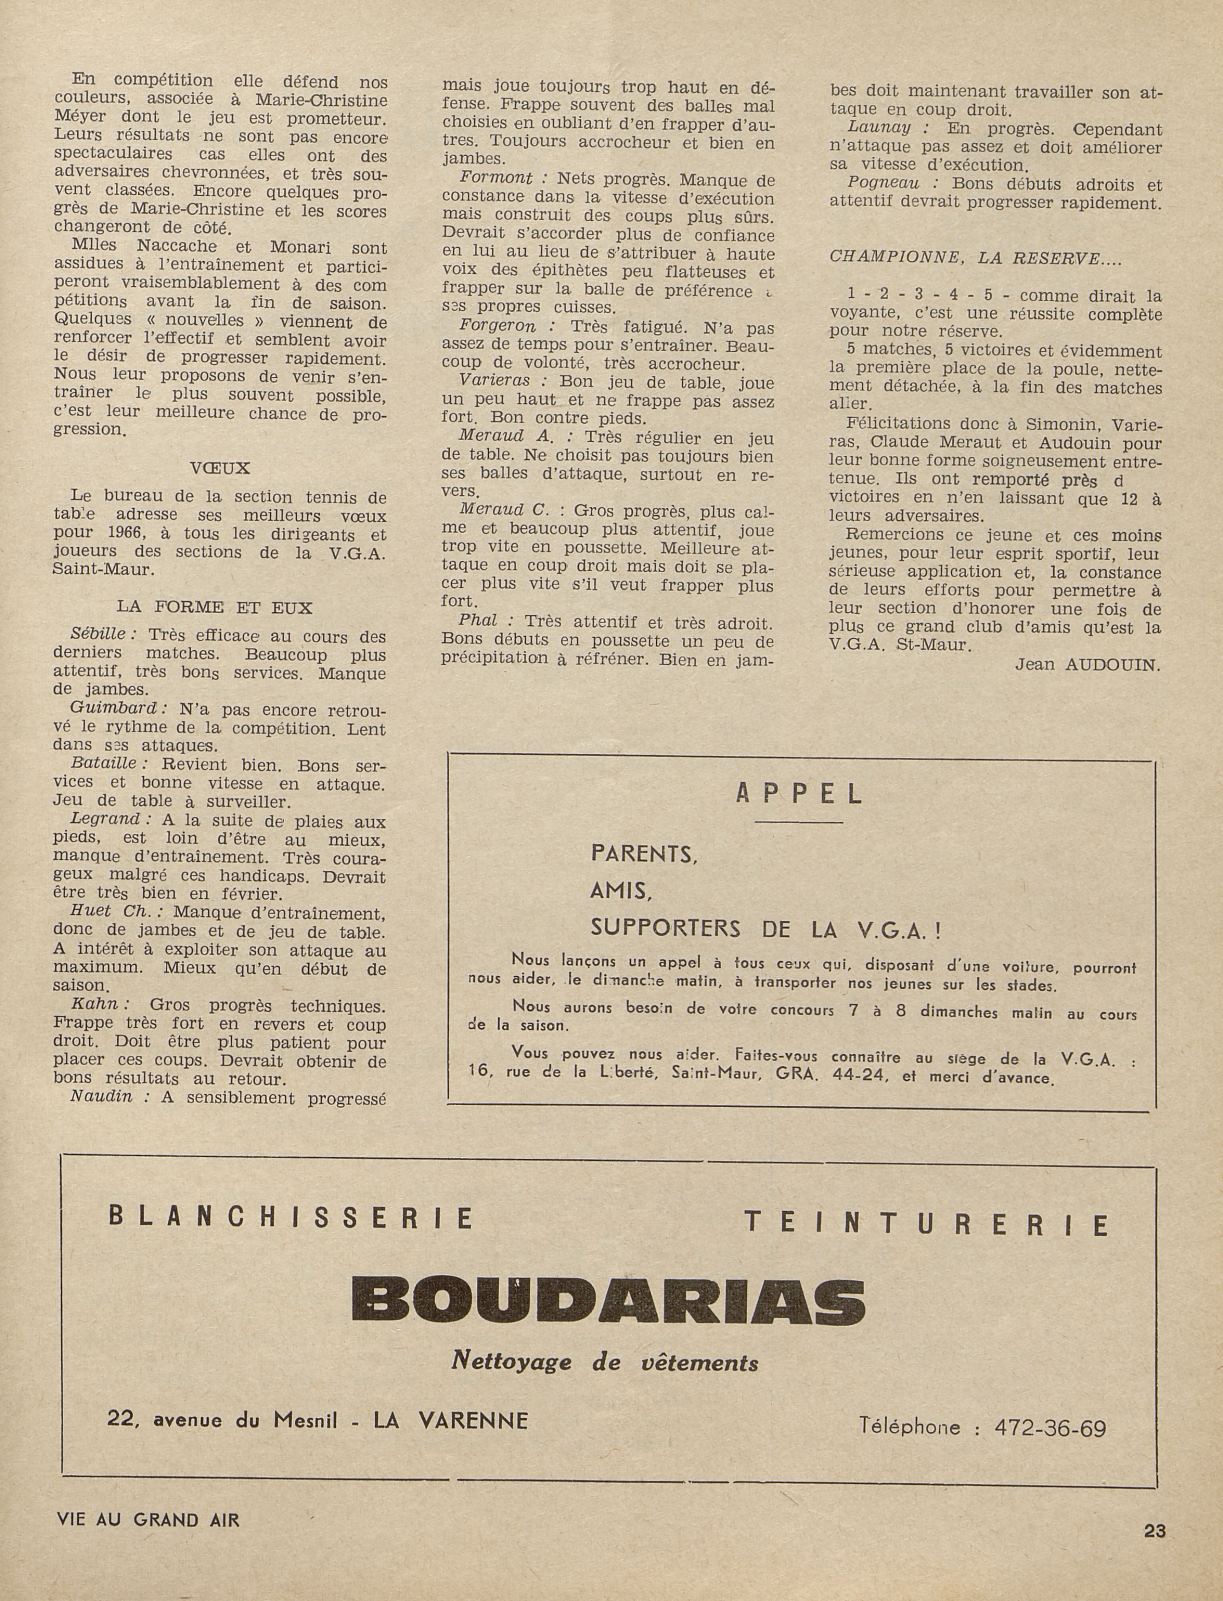 En compétition elle défend nos
couleurs, associée à Marie-Christine
Méyer dont le jeu est prometteur.
Leurs résultats ne sont pas encore
spectaculaires cas elles ont des
adversaires chevronnées, et très sou-
vent classées. Encore quelques pro-
grès de Marie-Christine et les scores
changeront de côté.
Mlles Naccache et Monari sont
assidues à l'entraînement et partici-
peront vraisemblablement à des com
pétitions avant la fin de saison.
Quelques « nouvelles » viennent de
renforcer l'effectif et semblent avoir
le désir de progresser rapidement.
Nous leur proposons de venir s'en-
traîner le plus souvent possible,
c'est leur meilleure chance de pro-
gression.
VŒUX
Le bureau de la section tennis de
table adresse ses meilleurs vœux
pour 1966, à tous les dirigeants et
joueurs des sections de la V.G.A.
Saint-Maur.
LA FORME ET EUX
Sébille : Très efficace au cours des
derniers matches. Beaucoup plus
attentif, très bons services. Manque
de jambes.
Guimbard : N'a pas encore retrou-
vé le rythme de la compétition. Lent
dans ses attaques.
Bataille : Revient bien. Bons ser-
vices et bonne vitesse en attaque.
Jeu de table à surveiller.
Legrand : A la suite de plaies aux
pieds, est loin d'être au mieux,
manque d'entraînement. Très coura-
geux malgré ces handicaps. Devrait
être très bien en février.
Huet Ch. : Manque d'entraînement,
donc de jambes et de jeu de table.
A intérêt à exploiter son attaque au
maximum. Mieux qu'en début de
saison.
Kahn : Gros progrès techniques.
Frappe très fort en revers et coup
droit. Doit être plus patient pour
placer ces coups. Devrait obtenir de
bons résultats au retour.
Naudin : A sensiblement progressé
mais joue toujours trop haut en dé-
fense. Frappe souvent des balles mal
choisies en oubliant d'en frapper d'au-
tres. Toujours accrocheur et bien en
jambes.
Formont : Nets progrès. Manque de
constance dans la vitesse d'exécution
mais construit des coups plus sûrs.
Devrait s'accorder plus de confiance
en lui au lieu de s'attribuer à haute
voix des épithètes peu flatteuses et
frapper sur la balle de préférence
ses propres cuisses.
Forgeron : Très fatigué. N'a pas
assez de temps pour s'entraîner. Beau-
coup de volonté, très accrocheur.
Varieras : Bon jeu de table, joue
un peu haut et ne frappe pas assez
fort. Bon contre pieds.
Meraud A. : Très régulier en jeu
de table. Ne choisit pas toujours bien
ses balles d'attaque, surtout en re-
vers.
Meraud C. : Gros progrès, plus cal-
me et beaucoup plus attentif, joue
trop vite en poussette. Meilleure at-
taque en coup droit mais doit se pla-
cer plus vite s'il veut frapper plus
fort.
Phal : Très attentif et très adroit.
Bons débuts en poussette un peu de
précipitation à réfréner. Bien en jam-
bes doit maintenant travailler son at-
taque en coup droit.
Launay : En progrès. Cependant
n'attaque pas assez et doit améliorer
sa vitesse d'exécution.
Pogneau : Bons débuts adroits et
attentif devrait progresser rapidement.
CHAMPIONNE, LA RESERVE....
1 - 2 - 3 - 4 - 5 - comme dirait la
voyante, c'est une réussite complète
pour notre réserve.
5 matches, 5 victoires et évidemment
la première place de la poule, nette-
ment détachée, à la fin des matches
aller.
Félicitations donc à Simonin, Varie-
ras, Claude Meraut et Audouin pour
leur bonne forme soigneusement entre-
tenue. Ils ont remporté près d
victoires en n'en laissant que 12 à
leurs adversaires.
Remercions ce jeune et ces moins
jeunes, pour leur esprit sportif, leur
sérieuse application et, la constance
de leurs efforts pour permettre à
leur section d'honorer une fois de
plus ce grand club d'amis qu'est la
V.G.A. St-Maur.
Jean AUDOUIN.
APPEL
PARENTS,
AMIS,
SUPPORTERS DE LA V.G.A. !
Nous lançons un appel à tous ceux qui, disposant d'une voiture, pourront
nous aider, le dimanche matin, à transporter nos jeunes sur les stades.
Nous aurons besoin de votre concours 7 à 8 dimanches matin au cours
de la saison.
Vous pouvez nous aider. Faites-vous connaître au siège de la V.G.A. :
16, rue de la Liberté, Saint-Maur, GRA. 44-24, et merci d'avance.
BLANCHISSERIE TEINTURERIE
BOUDARIAS
Nettoyage de vêtements
22, avenue du Mesnil - LA VARENNE Téléphone : 472-36-69
VIE AU GRAND AIR 23